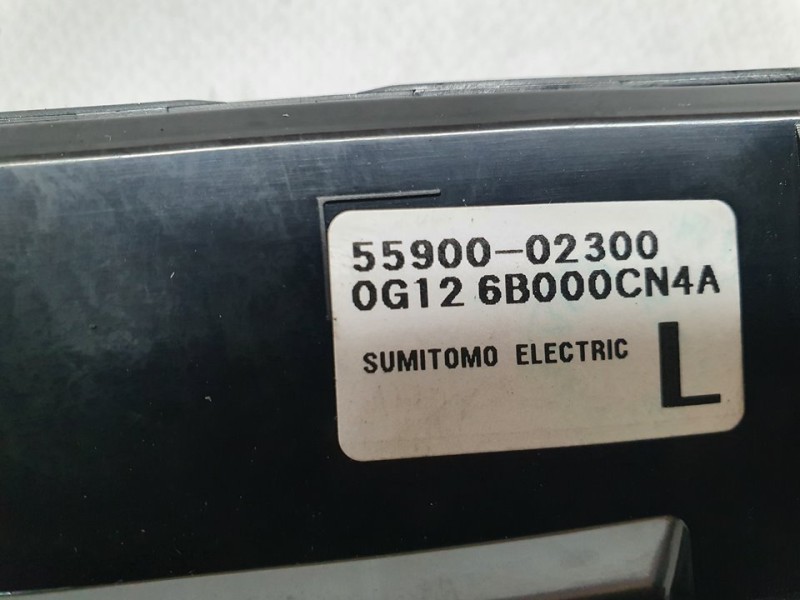 55900-02300
0G12 6B000CN4A
SUMITOMO ELECTRIC
L